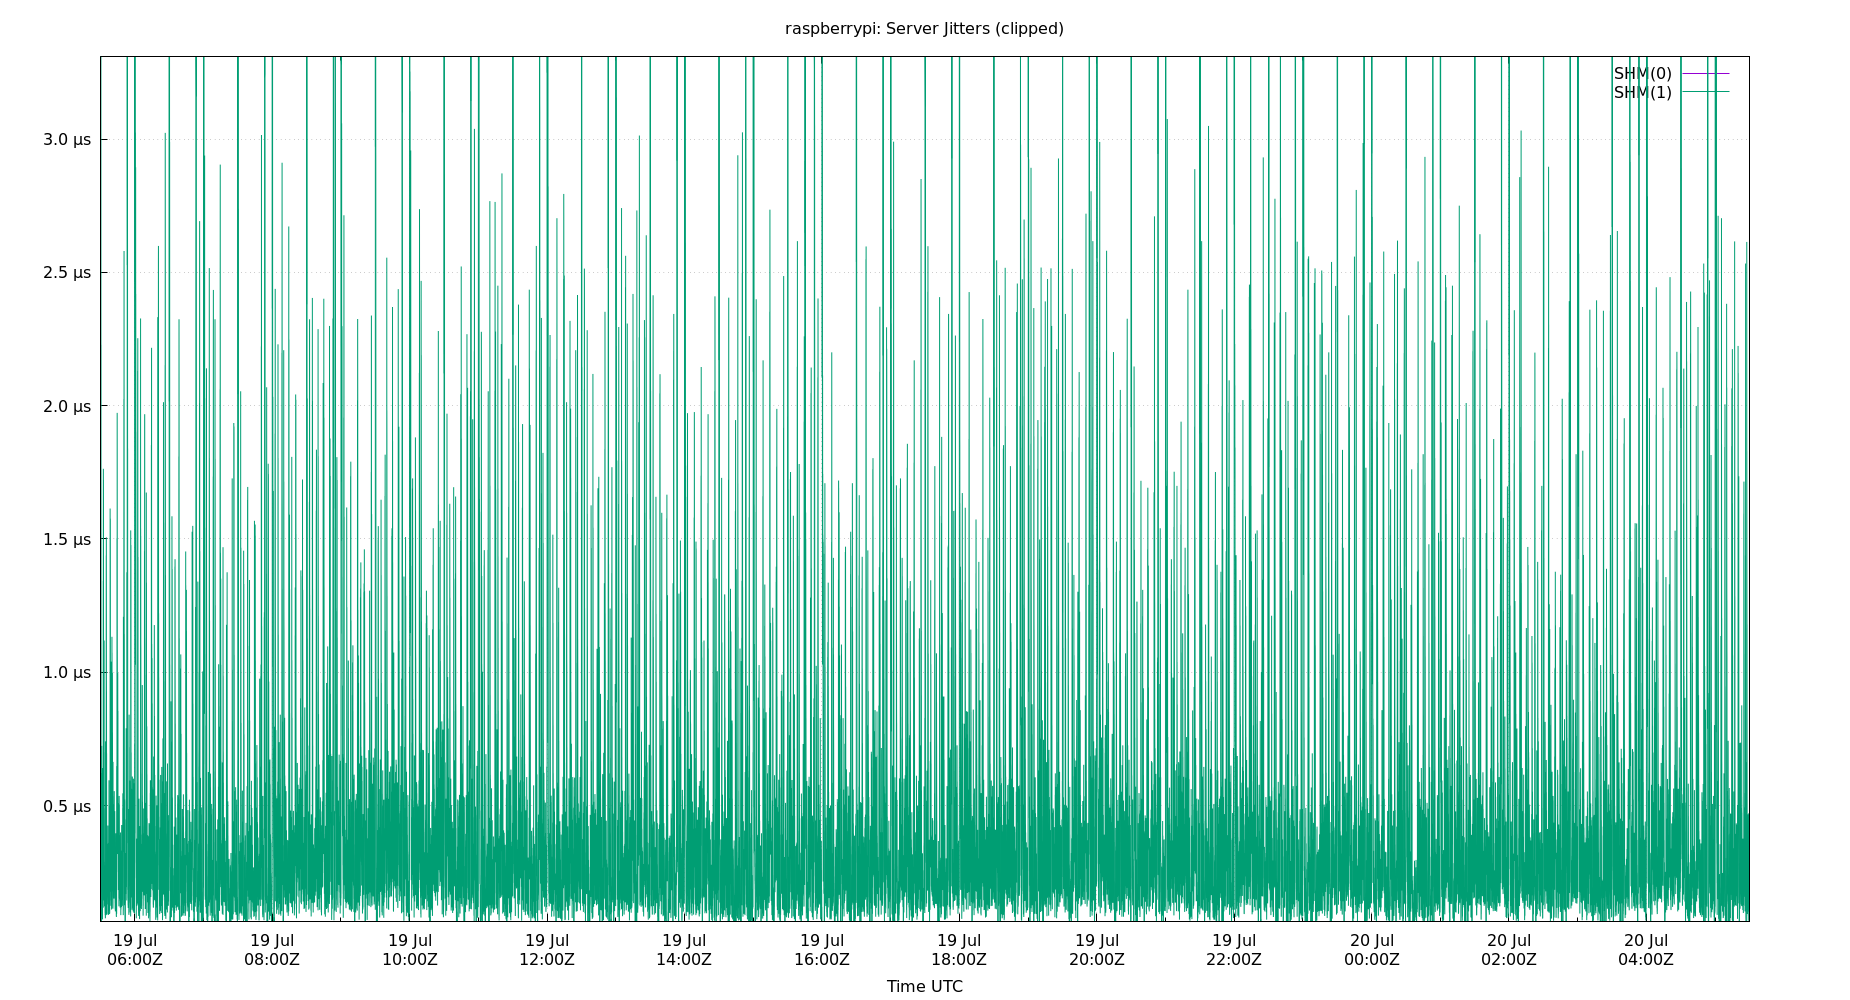 raspberrypi: Server Jitters (clipped)
SHM(0)
SHM(1)
3.0 µs
2.5 µs
2.0 µs
1.5 µs
1.0 µs
0.5 µs
19 Jul 19 Jul 19 Jul 19 Jul 19 Jul 19 Jul 19 Jul 19 Jul 19 Jul 20 Jul 20 Jul 20 Jul
06:00Z 08:00Z 10:00Z 12:00Z 14:00Z 16:00Z 18:00Z 20:00Z 22:00Z 00:00Z 02:00Z 04:00Z
Time UTC